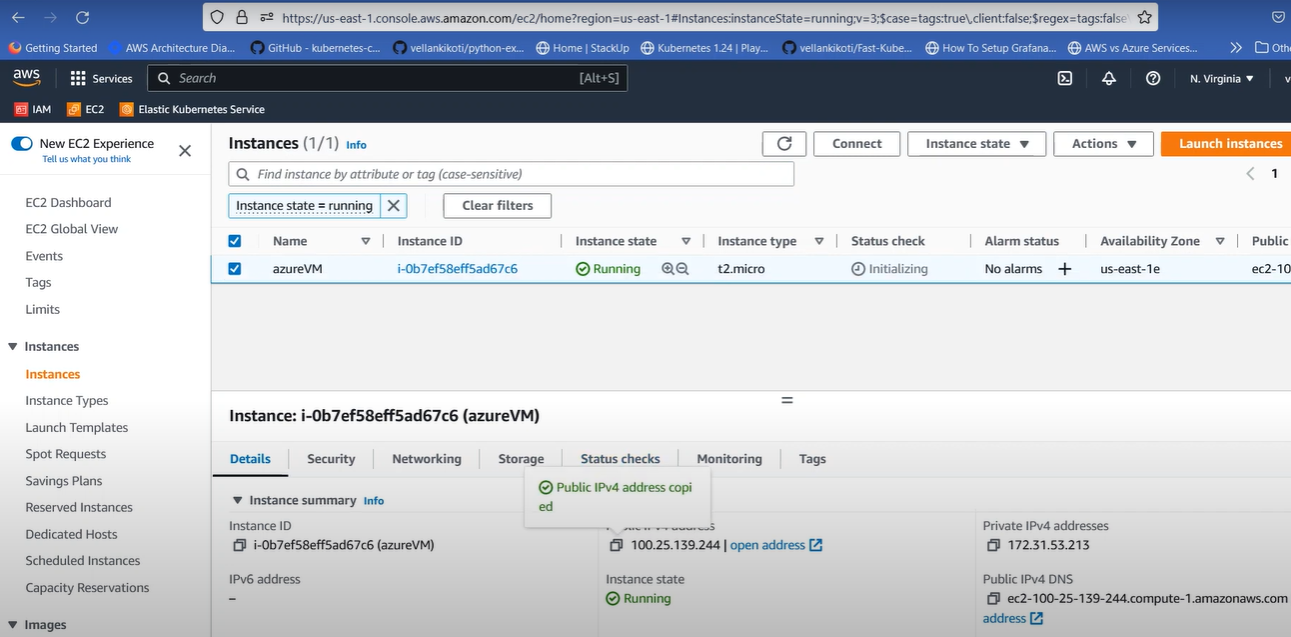 https://us-east-1.console.aws.amazon.com/ec2/home?region=us-east-1#Instances:instanceState=running;v=3;$case=tags:true\,client:false;$regex=tags:false\
Getting Started AWS Architecture Dia... GitHub - kubernetes-c... vellankikoti/python-ex... Home | StackUp Kubernetes 1.24 | Play... vellankikoti/Fast-Kube... How To Setup Grafana... AWS vs Azure Services...
aws Services Search [Alt+S] N. Virginia
IAM EC2 Elastic Kubernetes Service
New EC2 Experience
Tell us what you think
EC2 Dashboard
EC2 Global View
Events
Tags
Limits
Instances
Instances
Instance Types
Launch Templates
Spot Requests
Savings Plans
Reserved Instances
Dedicated Hosts
Scheduled Instances
Capacity Reservations
Images
Instances (1/1) Info Connect Instance state Actions Launch instances
Find instance by attribute or tag (case-sensitive) 1
Instance state = running Clear filters
Name Instance ID Instance state Instance type Status check Alarm status Availability Zone Public
azureVM i-0b7ef58eff5ad67c6 Running t2.micro Initializing No alarms + us-east-1e ec2-10
Instance: i-0b7ef58eff5ad67c6 (azureVM)
Details Security Networking Storage Status checks Monitoring Tags
Public IPv4 address copi
ed
Instance summary Info
Instance ID Private IPv4 addresses
i-0b7ef58eff5ad67c6 (azureVM) 100.25.139.244 | open address 172.31.53.213
IPv6 address Instance state Public IPv4 DNS
– Running ec2-100-25-139-244.compute-1.amazonaws.com
address